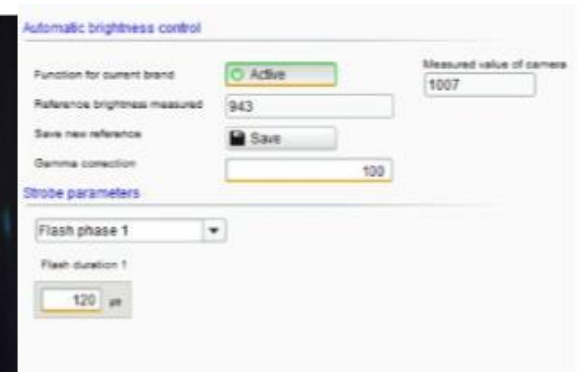 Automatic brightness control
Measured value of camera
Function for current brand Active
1007
Reference brightness measured 943
Save new reference Save
Gamma correction 100
Strobe parameters
Flash phase 1
Flash duration 1
120